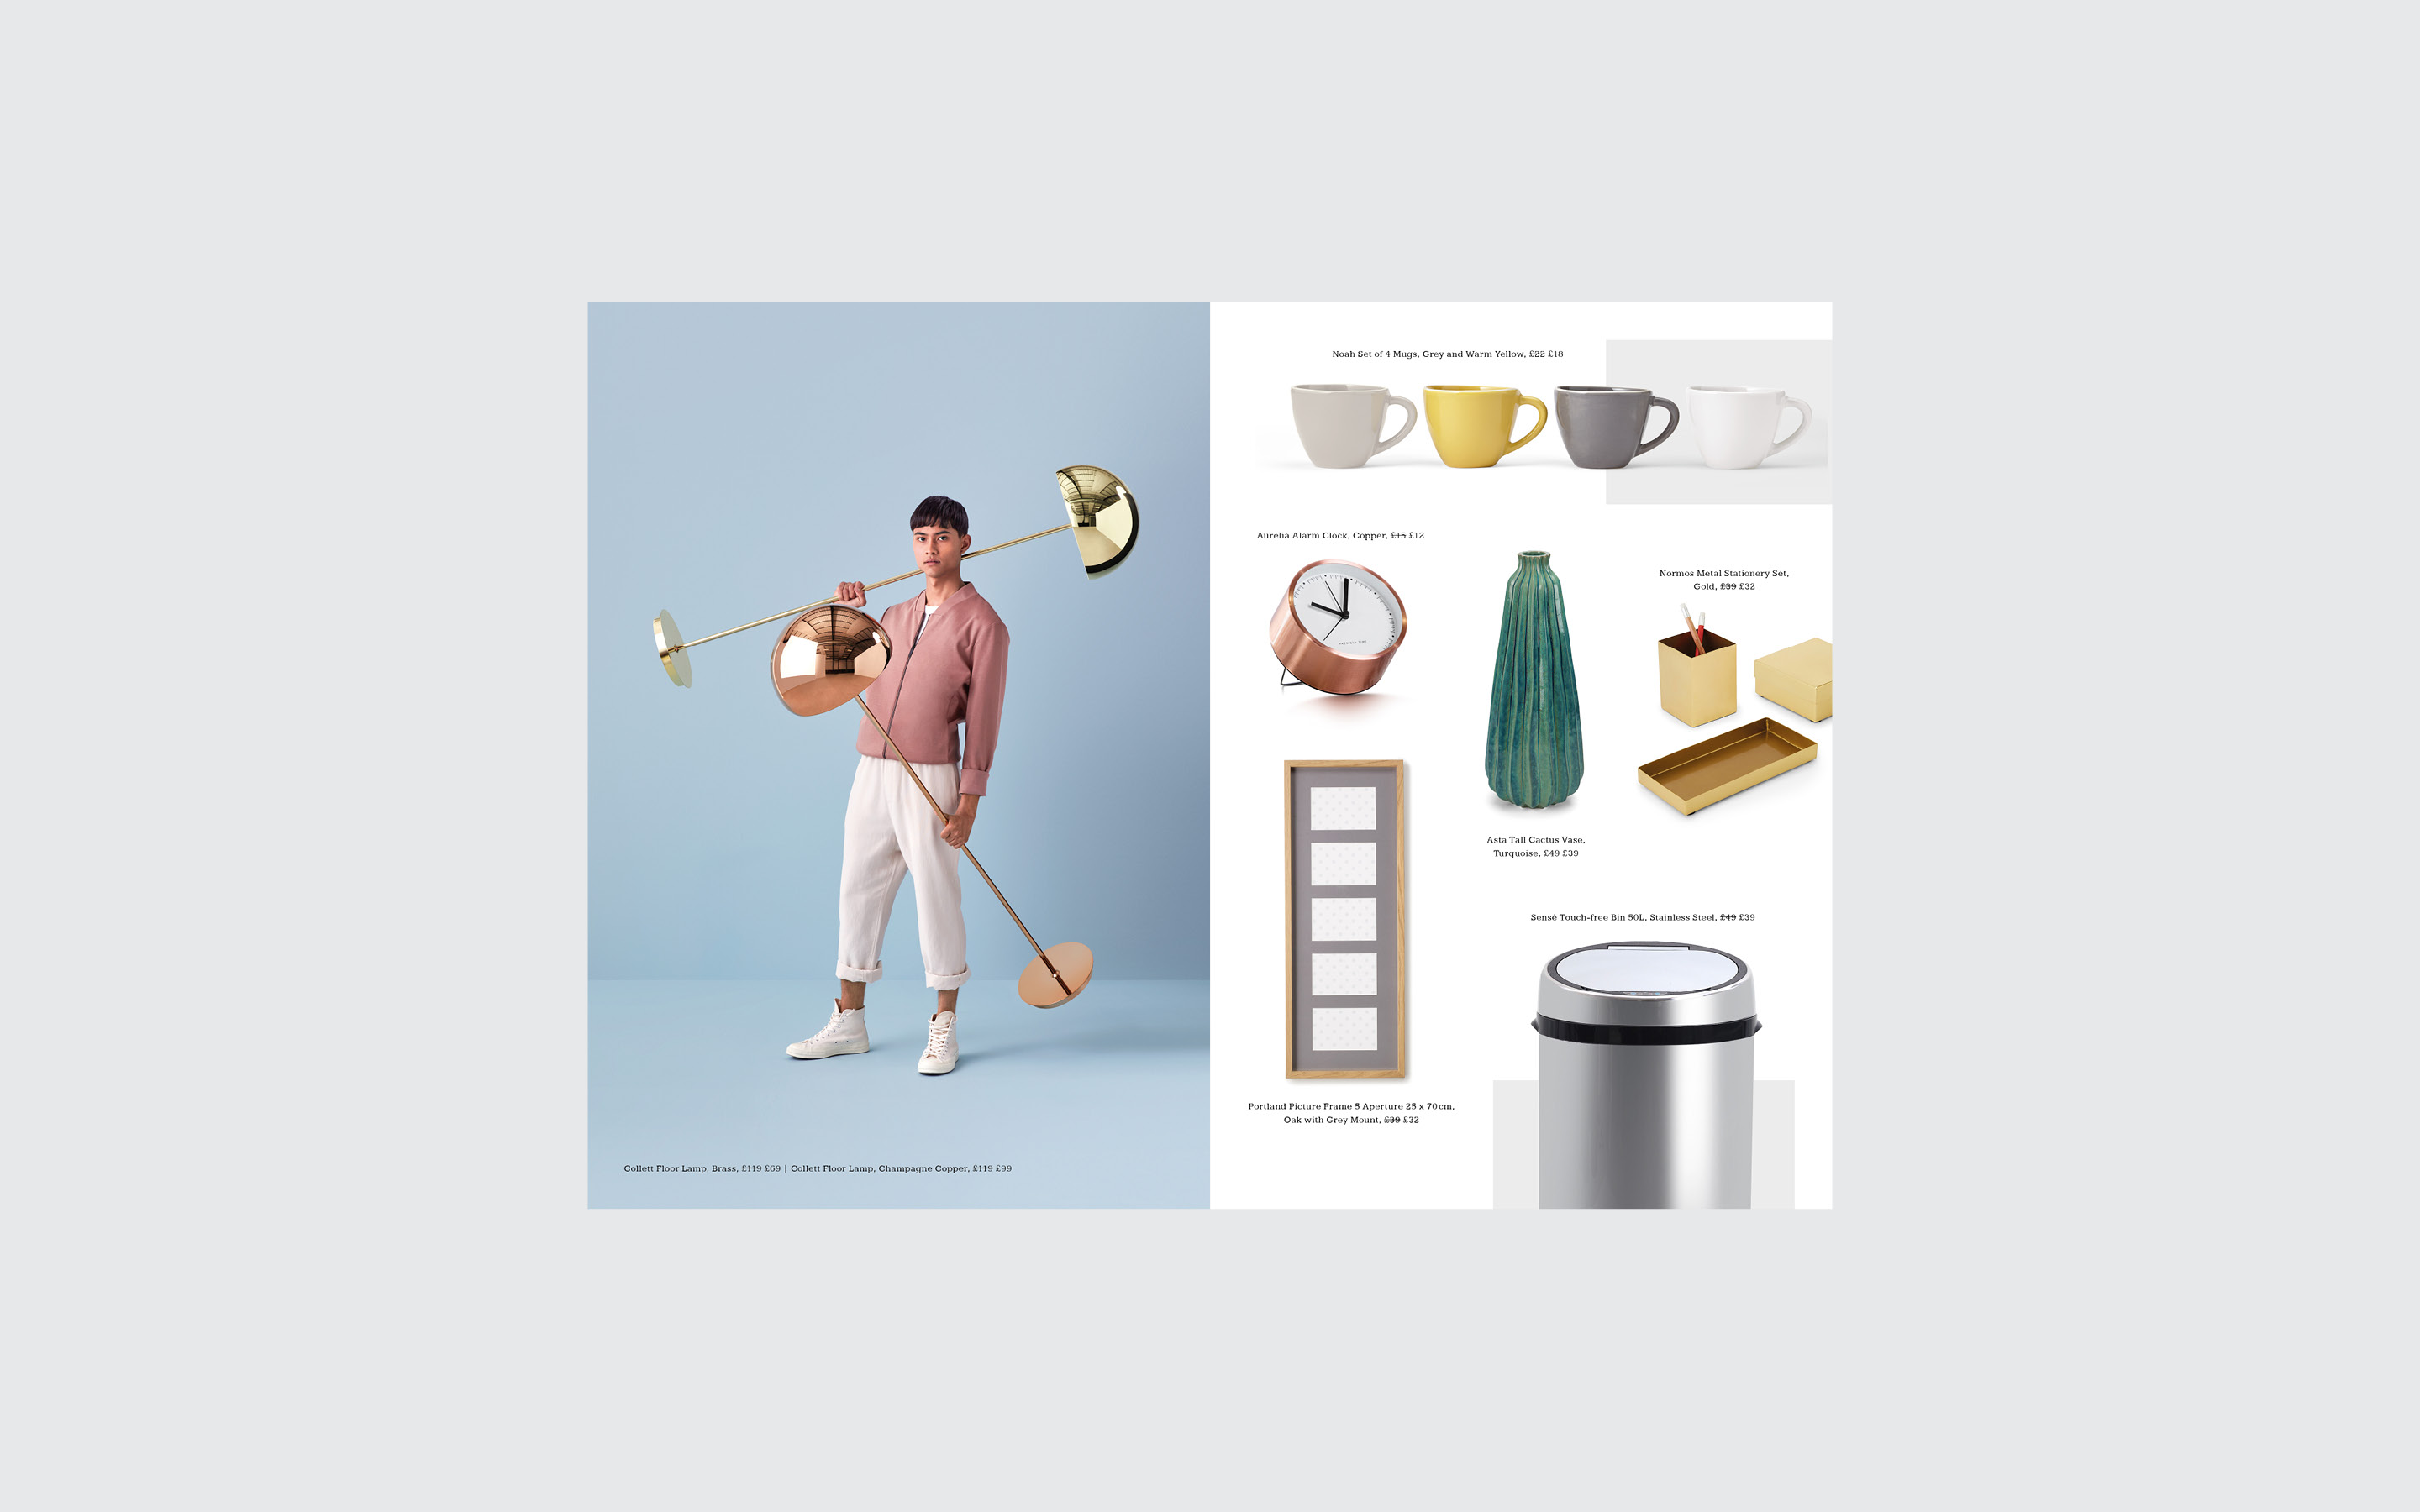 Collett Floor Lamp, Brass, £119 £69 | Collett Floor Lamp, Champagne Copper, £119 £99
Noah Set of 4 Mugs, Grey and Warm Yellow, £22 £18
Aurelia Alarm Clock, Copper, £15 £12
PRECIOUS TIME
Normos Metal Stationery Set,
Gold, £39 £32
Asta Tall Cactus Vase,
Turquoise, £49 £39
Portland Picture Frame 5 Aperture 25 x 70cm,
Oak with Grey Mount, £39 £32
Sensé Touch-free Bin 50L, Stainless Steel, £49 £39